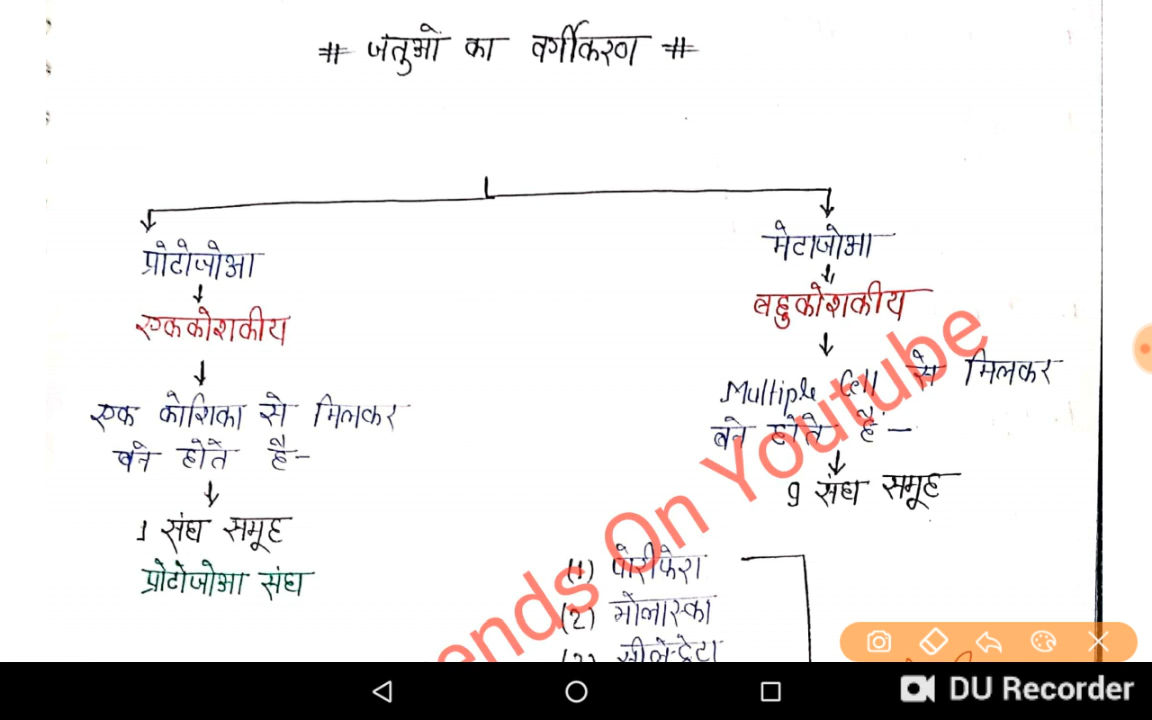 # जंतुओं का वर्गीकरण #
प्रोटोजोआ
एककोशकीय
एक कोशिका से मिलकर
बने होते है-
1 संघ समूह
प्रोटोजोआ संघ
मेटाजोआ
बहुकोशकीय
Multiple Cell से मिलकर
बने होते है-
9 संघ समूह
(1) पोरीफेरा
(2) मोलास्का
सीलेन्ट्रेटा
ends On Youtube
DU Recorder